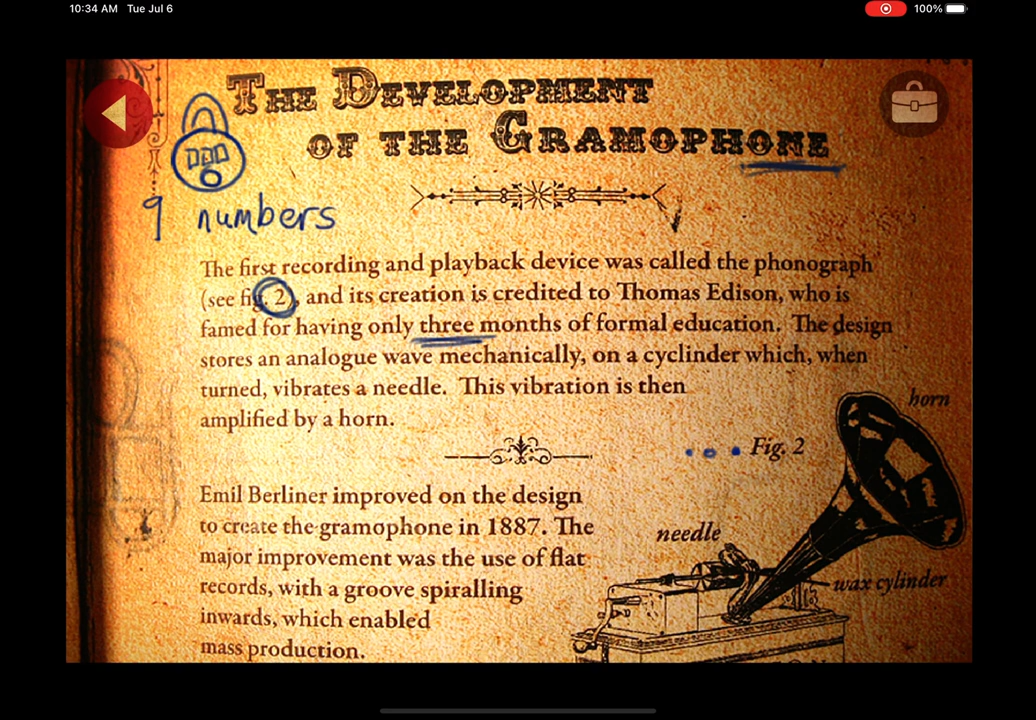 10:34 AM Tue Jul 6
100%
THE DEVELOPMENT
OF THE GRAMOPHONE
9 numbers
The first recording and playback device was called the phonograph
(see fig. 2), and its creation is credited to Thomas Edison, who is
famed for having only three months of formal education. The design
stores an analogue wave mechanically, on a cyclinder which, when
turned, vibrates a needle. This vibration is then
amplified by a horn.
horn
Fig. 2
Emil Berliner improved on the design
to create the gramophone in 1887. The
major improvement was the use of flat
records, with a groove spiralling
inwards, which enabled
mass production.
needle
wax cylinder